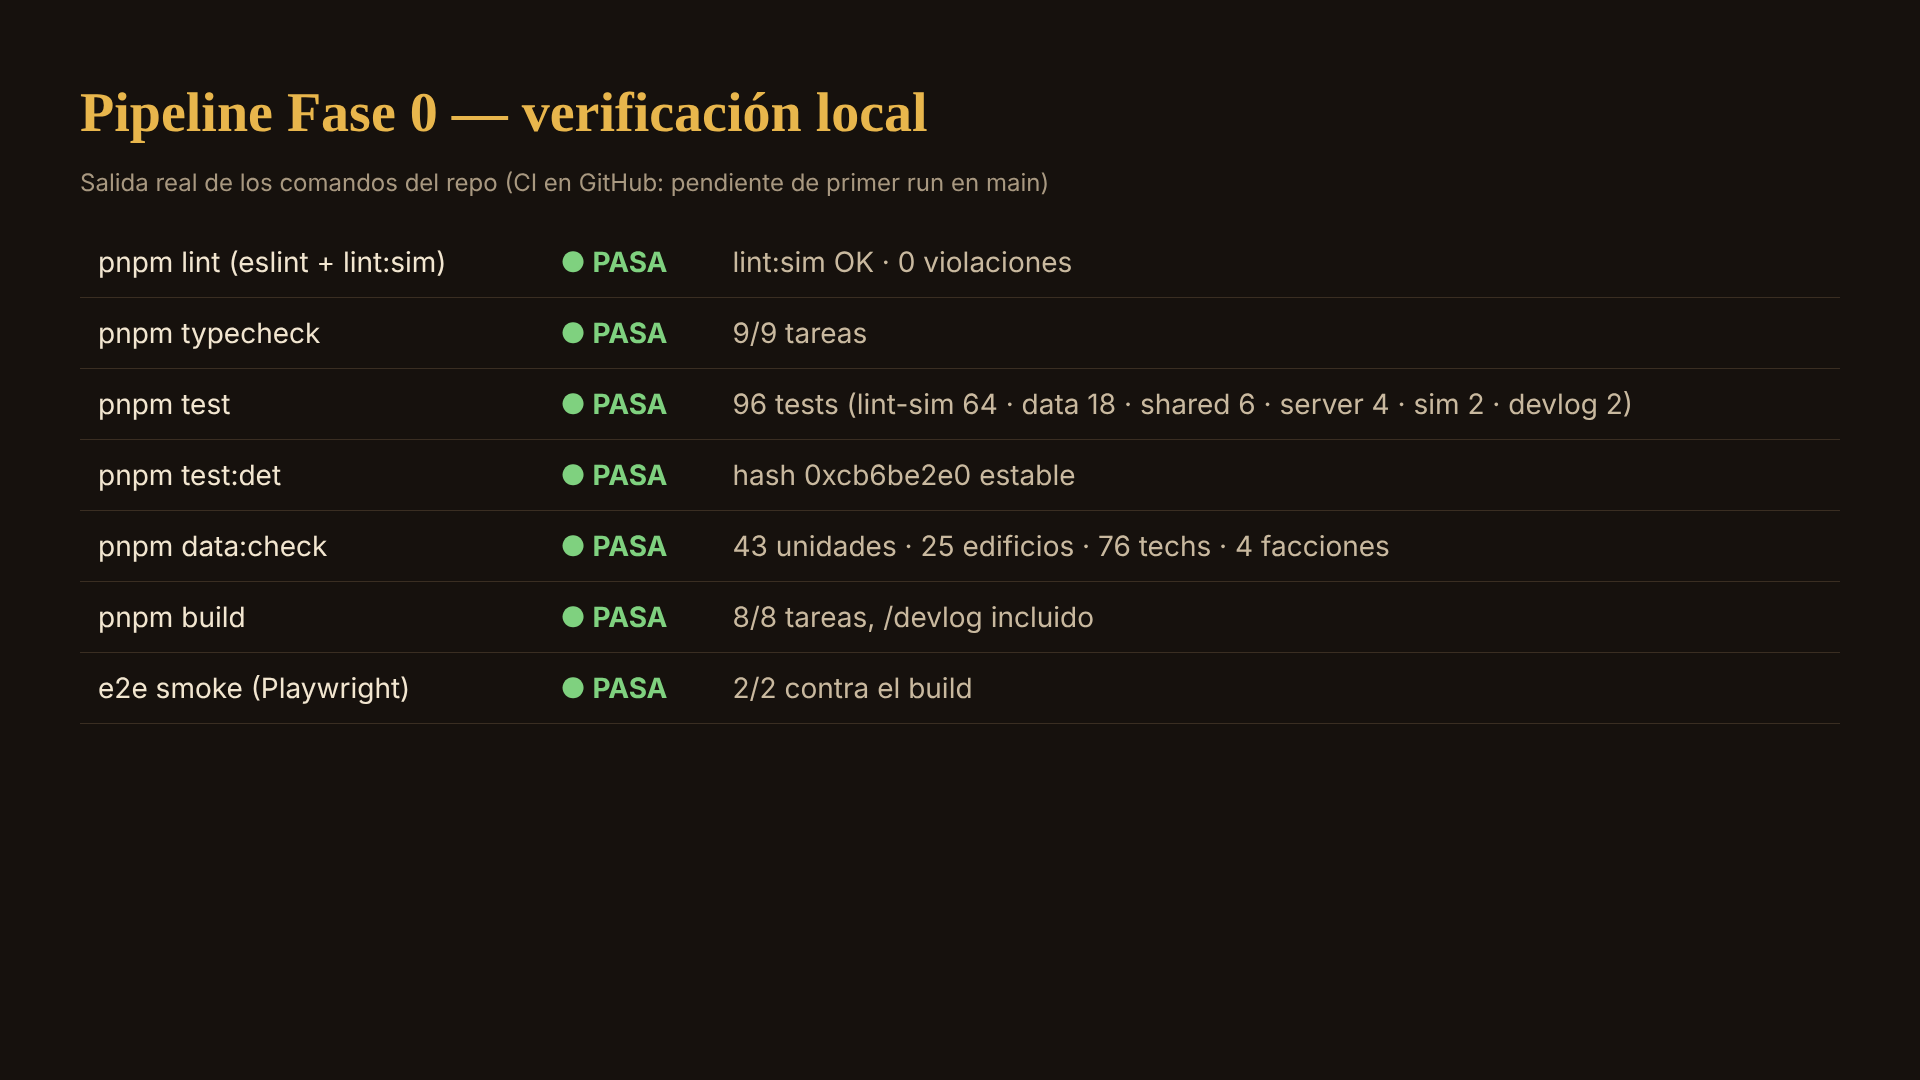 Pipeline Fase 0 — verificación local
Salida real de los comandos del repo (CI en GitHub: pendiente de primer run en main)
pnpm lint (eslint + lint:sim) ● PASA lint:sim OK · 0 violaciones
pnpm typecheck ● PASA 9/9 tareas
pnpm test ● PASA 96 tests (lint-sim 64 · data 18 · shared 6 · server 4 · sim 2 · devlog 2)
pnpm test:det ● PASA hash 0xcb6be2e0 estable
pnpm data:check ● PASA 43 unidades · 25 edificios · 76 techs · 4 facciones
pnpm build ● PASA 8/8 tareas, /devlog incluido
e2e smoke (Playwright) ● PASA 2/2 contra el build